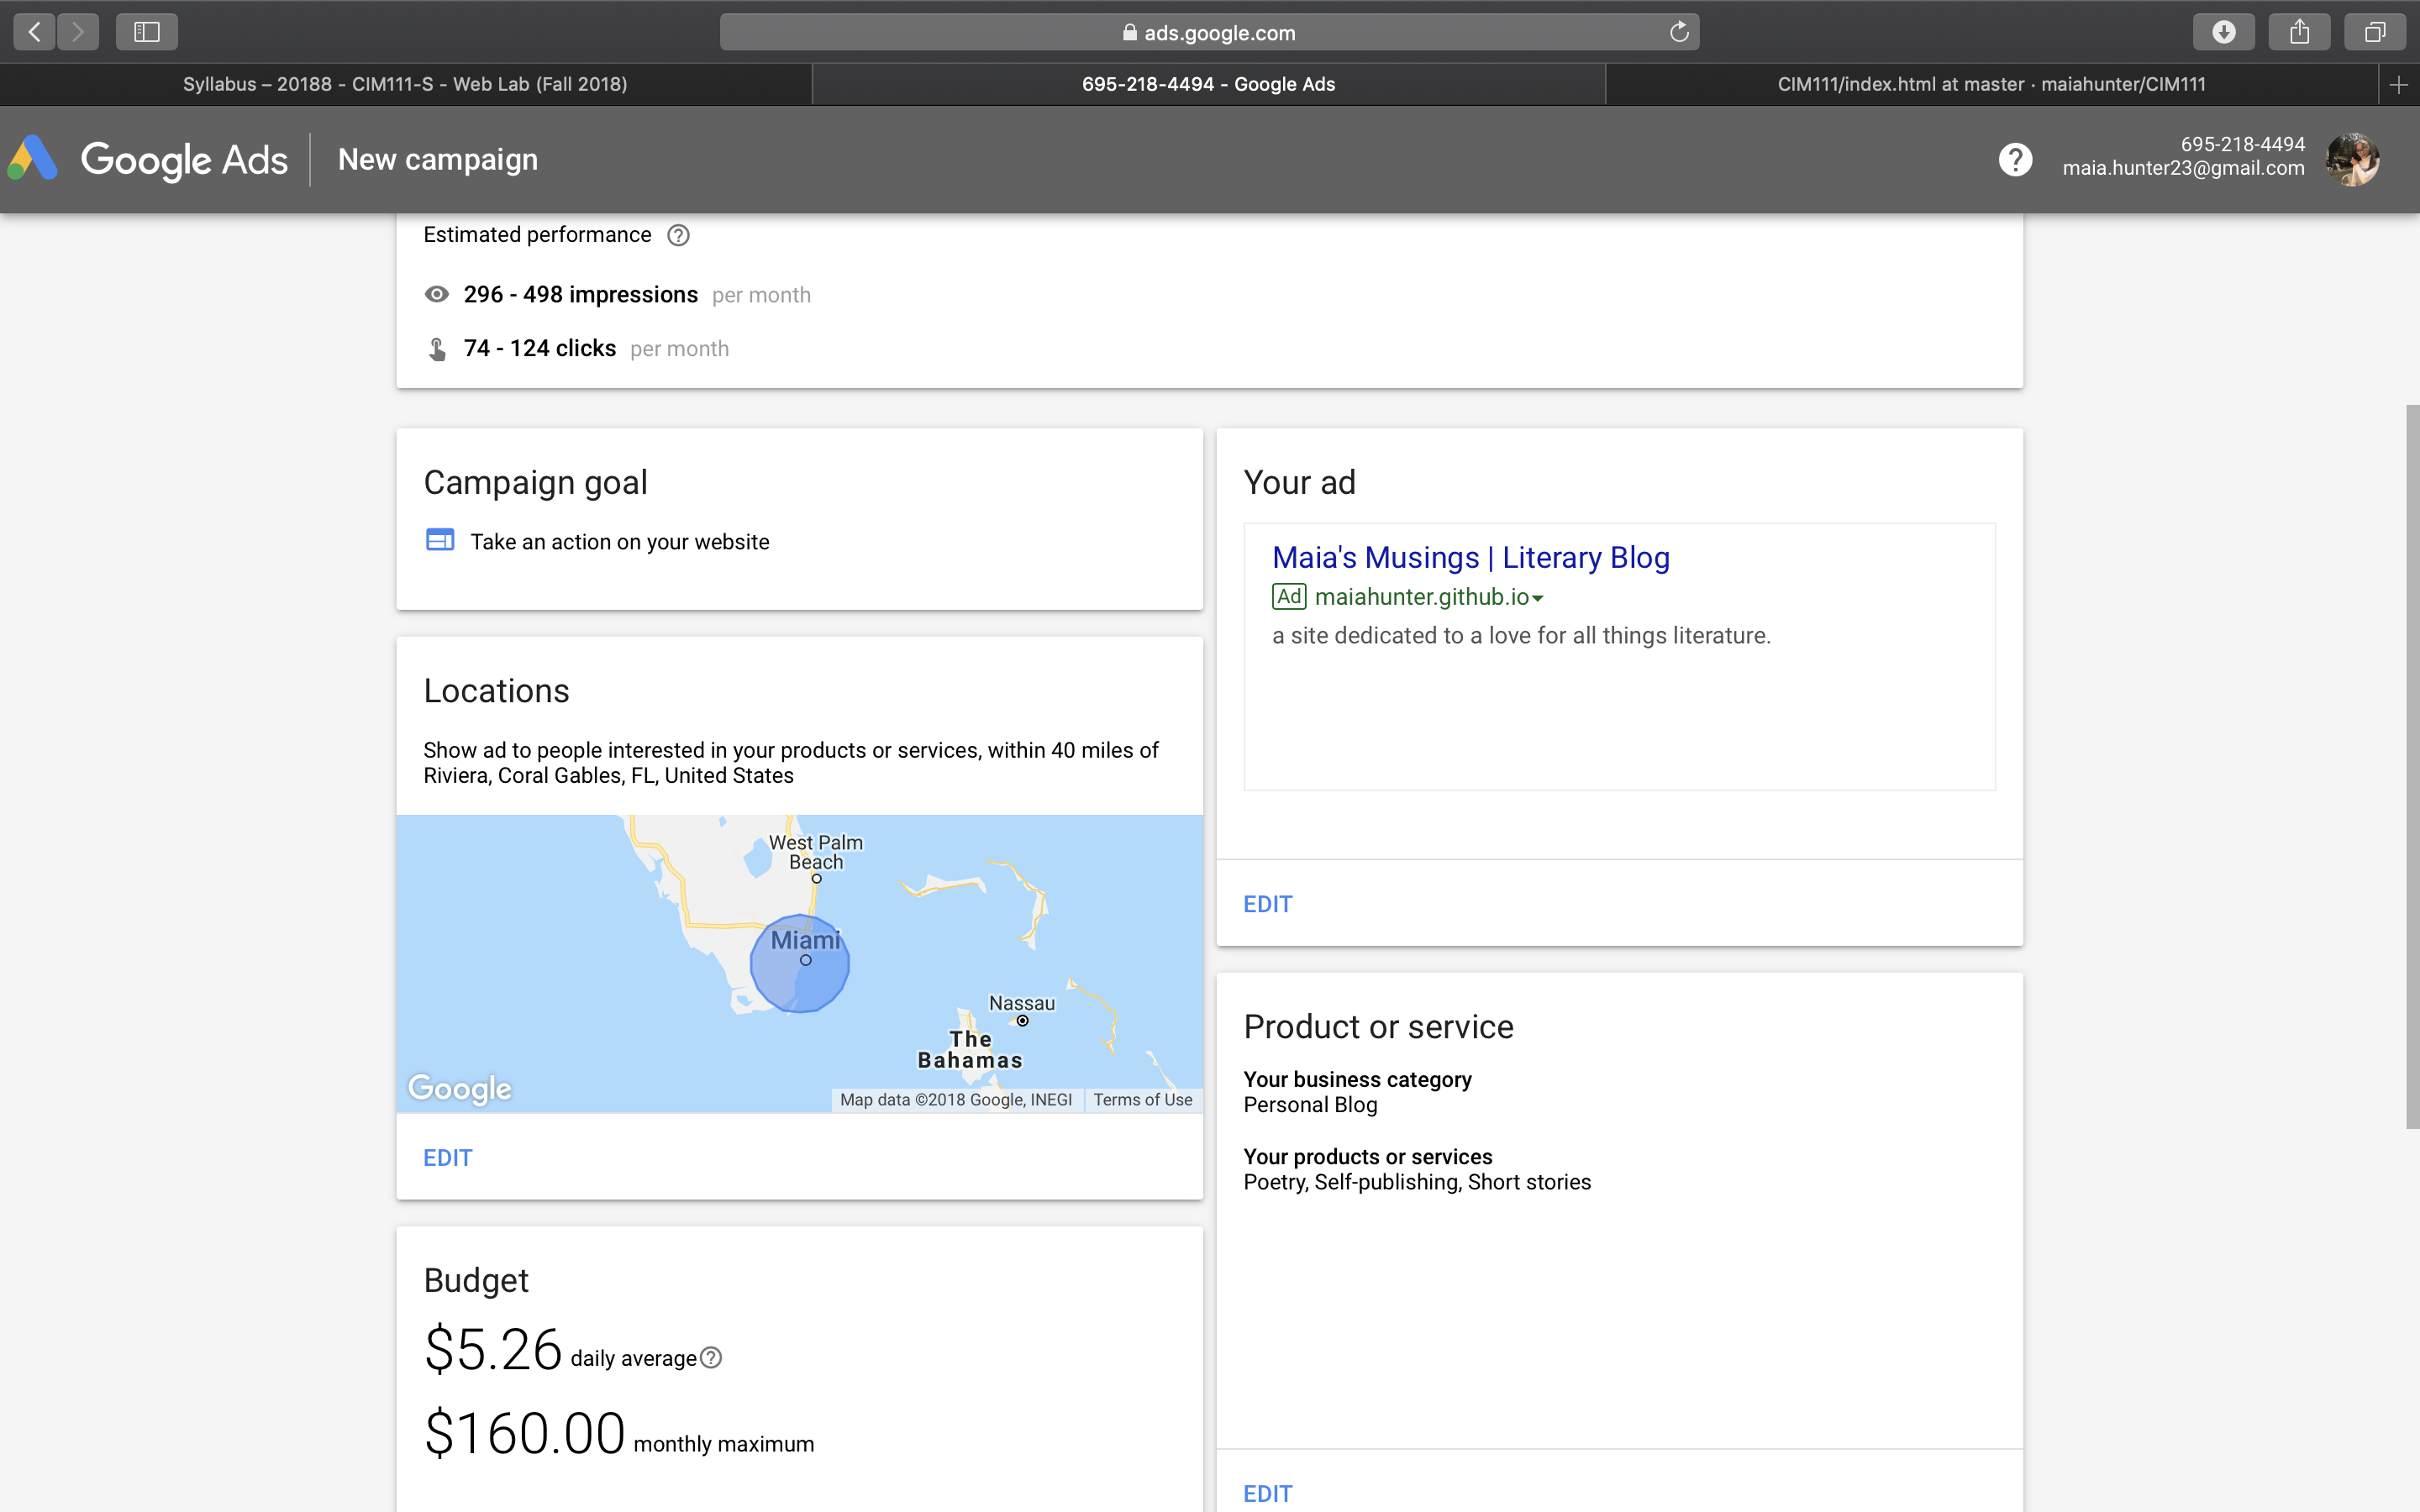 ads.google.com
Syllabus – 20188 - CIM111-S - Web Lab (Fall 2018)
695-218-4494 - Google Ads
CIM111/index.html at master · maiahunter/CIM111
Google Ads
New campaign
695-218-4494
maia.hunter23@gmail.com
Estimated performance
296 - 498 impressions per month
74 - 124 clicks per month
Campaign goal
Take an action on your website
Locations
Show ad to people interested in your products or services, within 40 miles of
Riviera, Coral Gables, FL, United States
West Palm
Beach
Miami
Nassau
The
Bahamas
Google
Map data ©2018 Google, INEGI
Terms of Use
EDIT
Budget
$5.26 daily average
$160.00 monthly maximum
Your ad
Maia's Musings | Literary Blog
Ad maiahunter.github.io
a site dedicated to a love for all things literature.
EDIT
Product or service
Your business category
Personal Blog
Your products or services
Poetry, Self-publishing, Short stories
EDIT